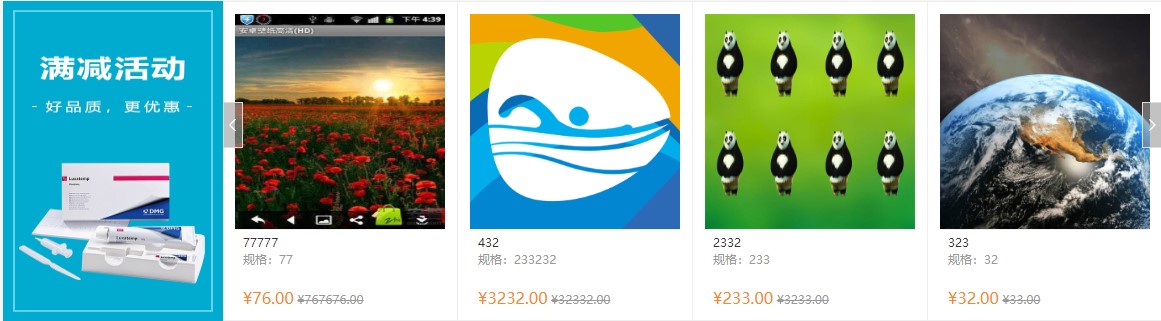 满减活动
- 好品质，更优惠 -
Luxatemp
DMG
Luxatemp
DMG
下午 4:39
安卓壁纸高清(HD)
77777
规格：77
¥76.00 ¥767676.00
432
规格：233232
¥3232.00 ¥32332.00
2332
规格：233
¥233.00 ¥3233.00
323
规格：32
¥32.00 ¥33.00